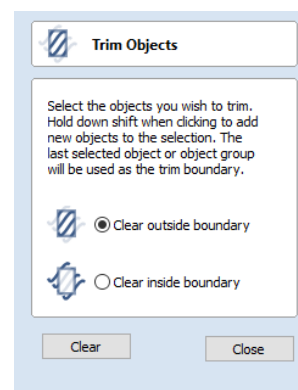 Trim Objects
Select the objects you wish to trim.
Hold down shift when clicking to add
new objects to the selection. The
last selected object or object group
will be used as the trim boundary.
Clear outside boundary
Clear inside boundary
Clear
Close